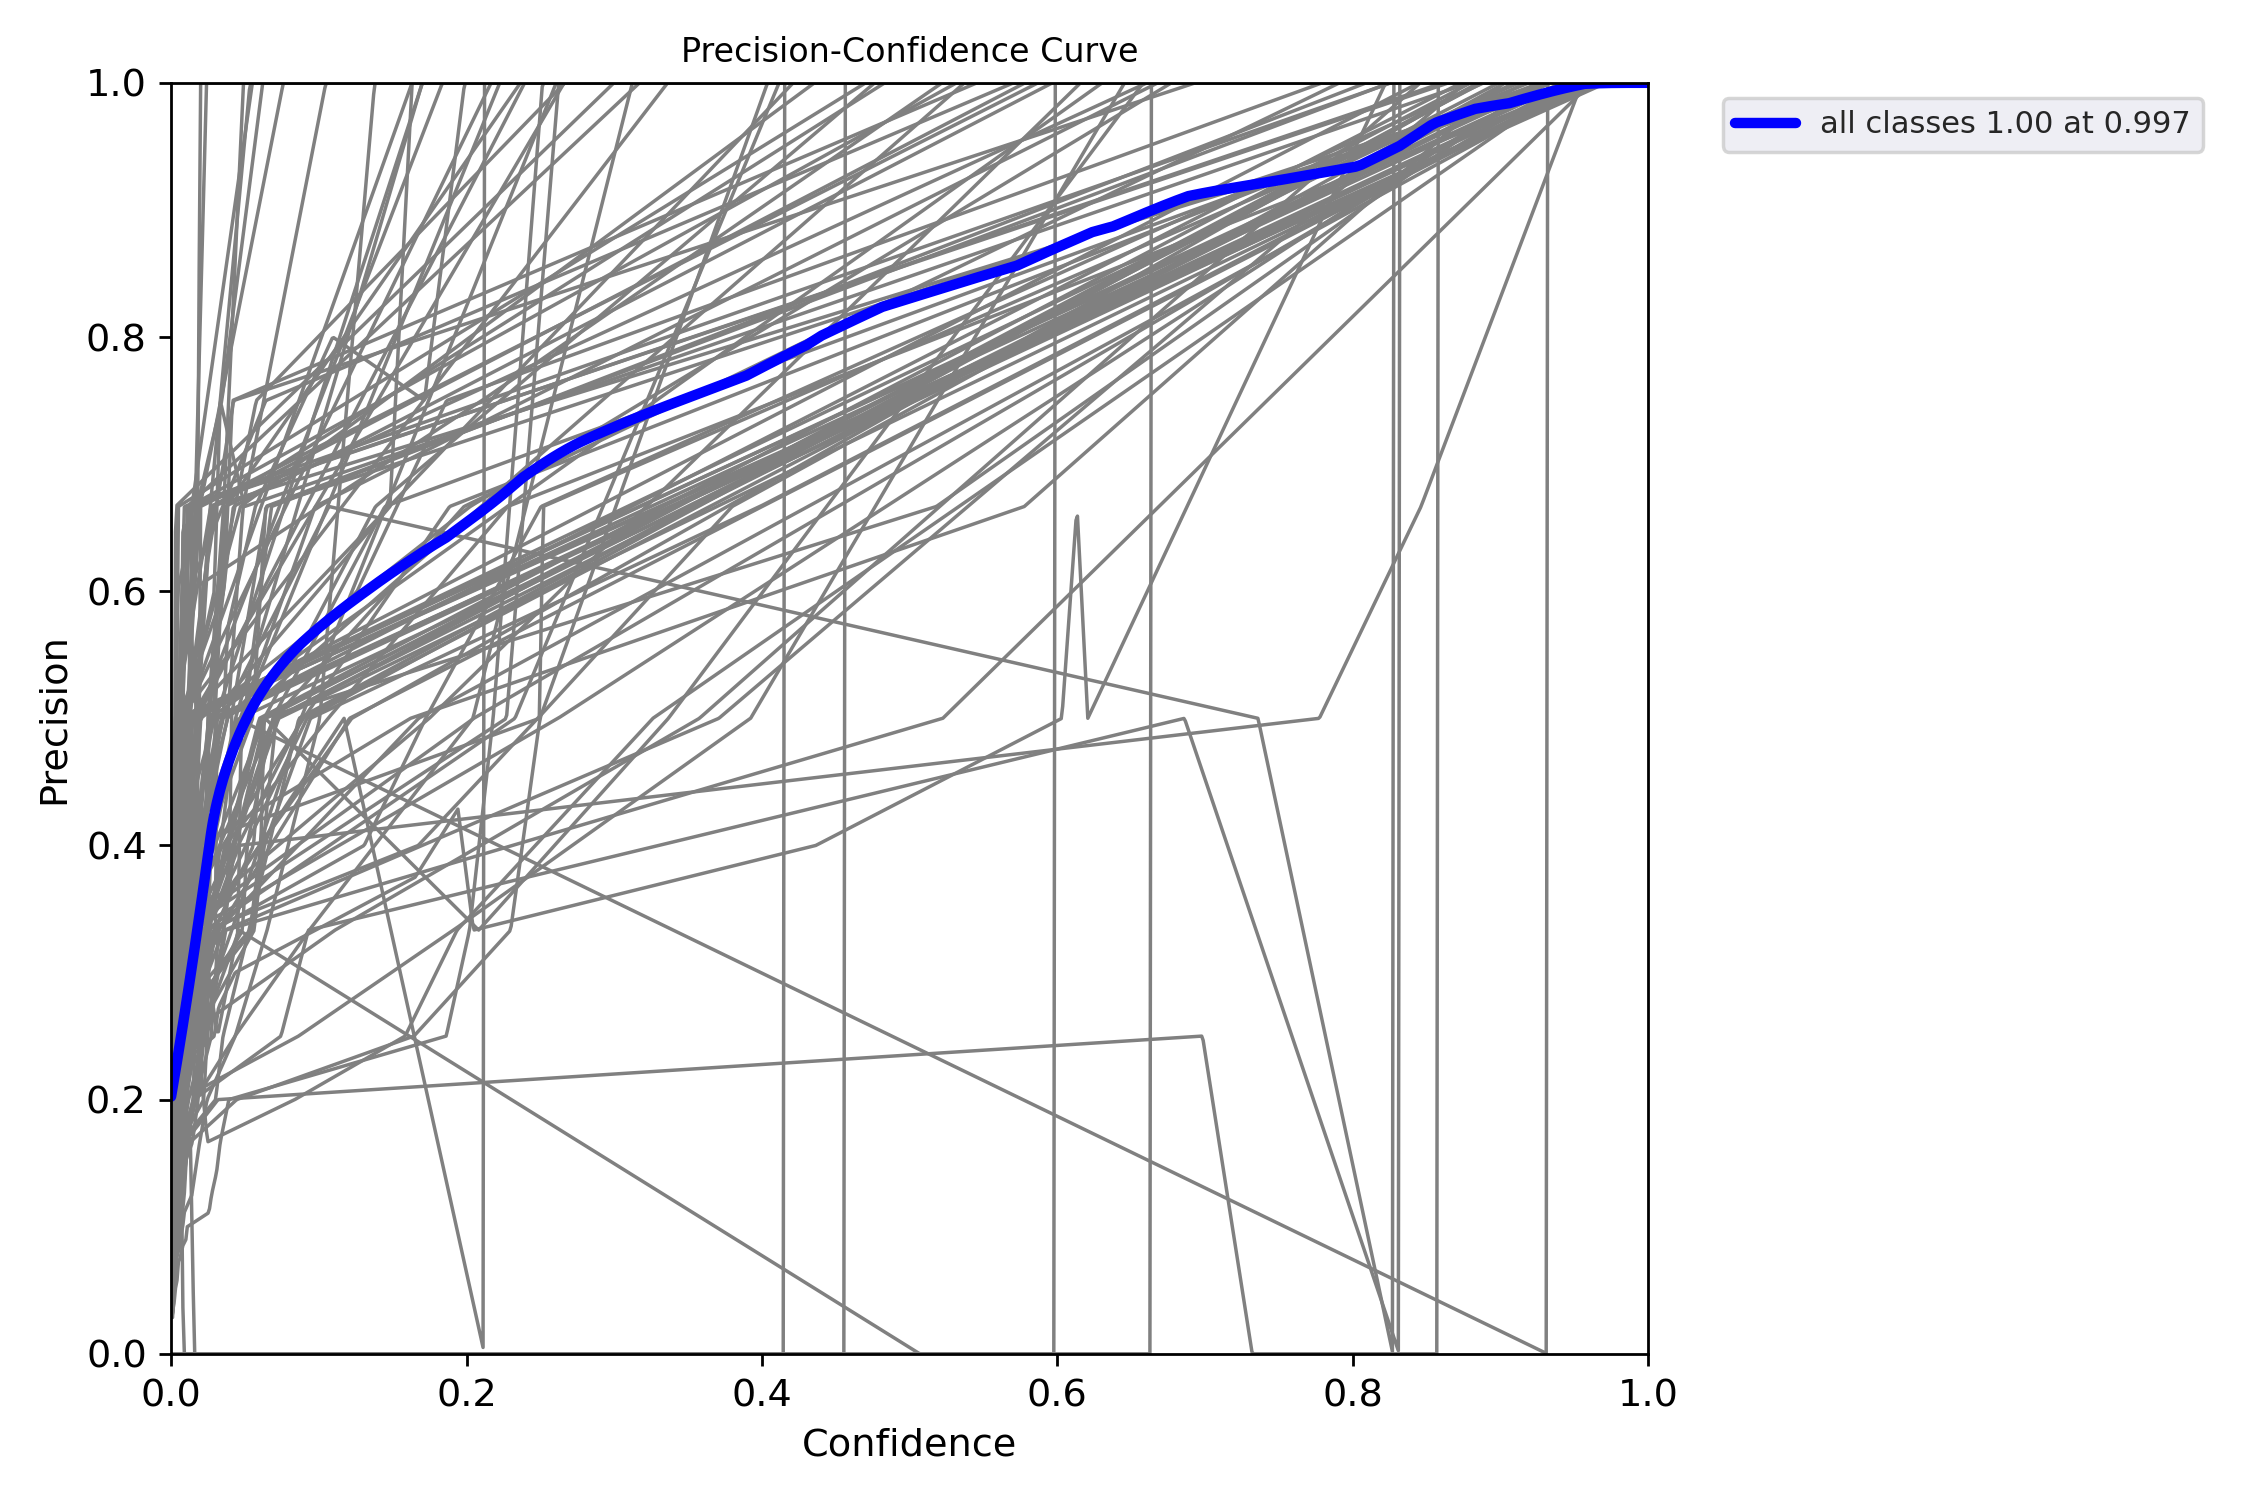 Precision-Confidence Curve
1.0
0.8
0.6
0.4
0.2
0.0
Precision
0.0 0.2 0.4 0.6 0.8 1.0
Confidence
all classes 1.00 at 0.997